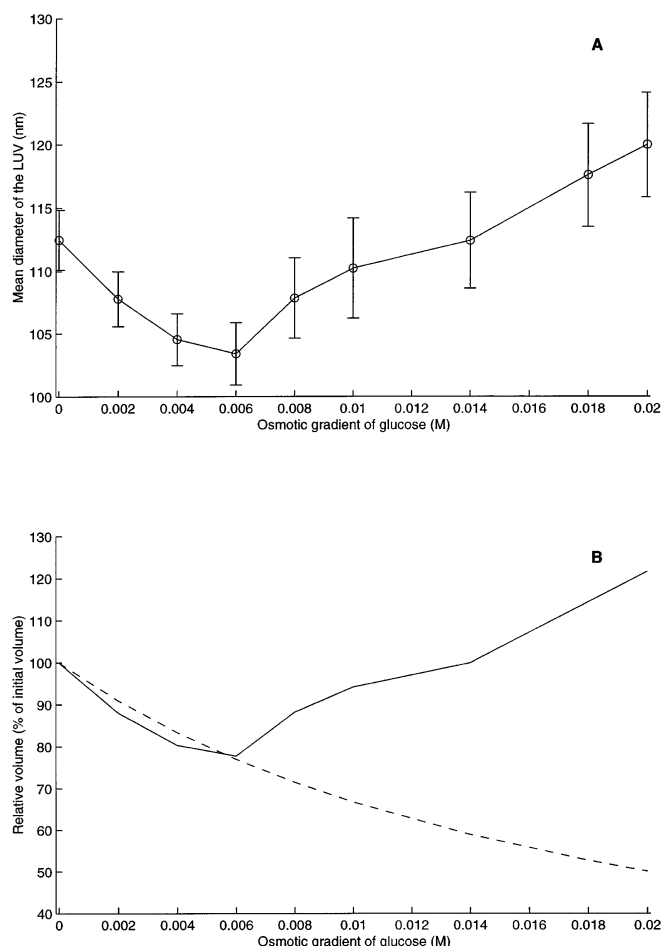 A
130
125
120
115
110
105
100
Mean diameter of the LUV (nm)
0 0.002 0.004 0.006 0.008 0.01 0.012 0.014 0.016 0.018 0.02
Osmotic gradient of glucose (M)
B
130
120
110
100
90
80
70
60
50
40
Relative volume (% of initial volume)
0 0.002 0.004 0.006 0.008 0.01 0.012 0.014 0.016 0.018 0.02
Osmotic gradient of glucose (M)